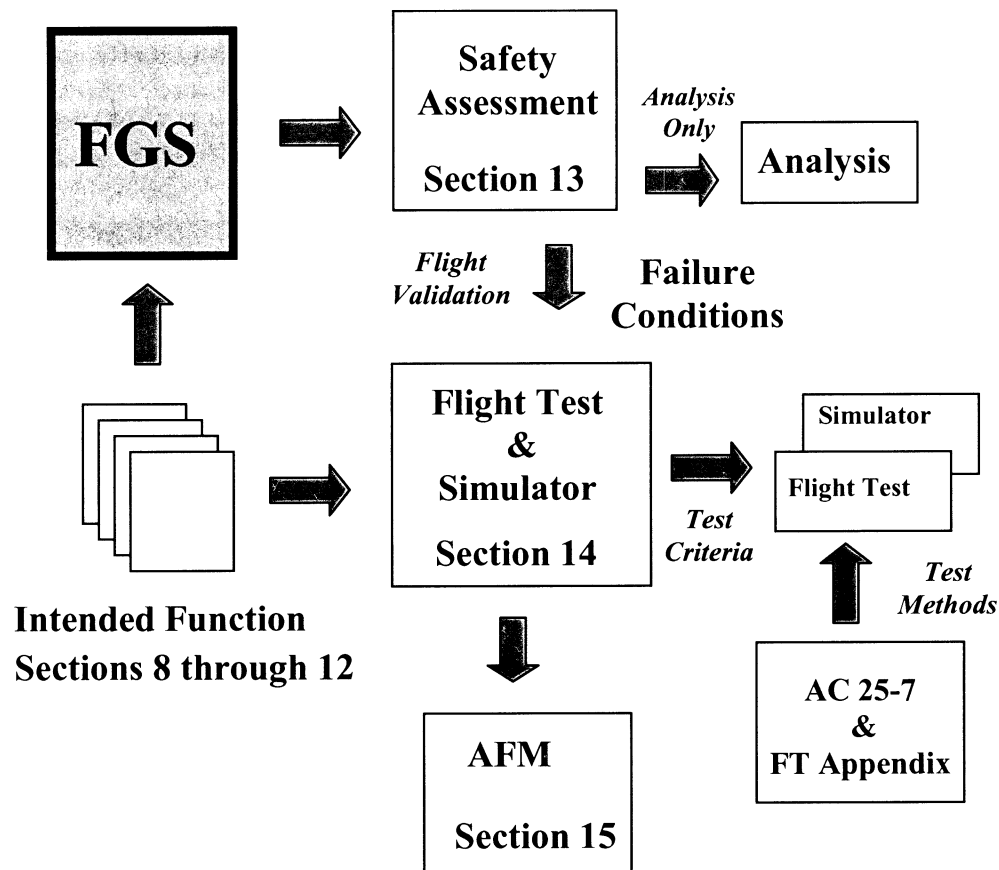 FGS
Safety
Assessment
Section 13
Analysis
Only
Analysis
Flight
Validation
Failure
Conditions
Intended Function
Sections 8 through 12
Flight Test
&
Simulator
Section 14
Test
Criteria
Simulator
Flight Test
Test
Methods
AC 25-7
&
FT Appendix
AFM
Section 15